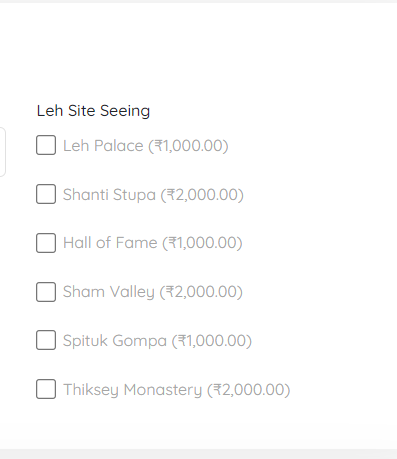 Leh Site Seeing
Leh Palace (₹1,000.00)
Shanti Stupa (₹2,000.00)
Hall of Fame (₹1,000.00)
Sham Valley (₹2,000.00)
Spituk Gompa (₹1,000.00)
Thiksey Monastery (₹2,000.00)